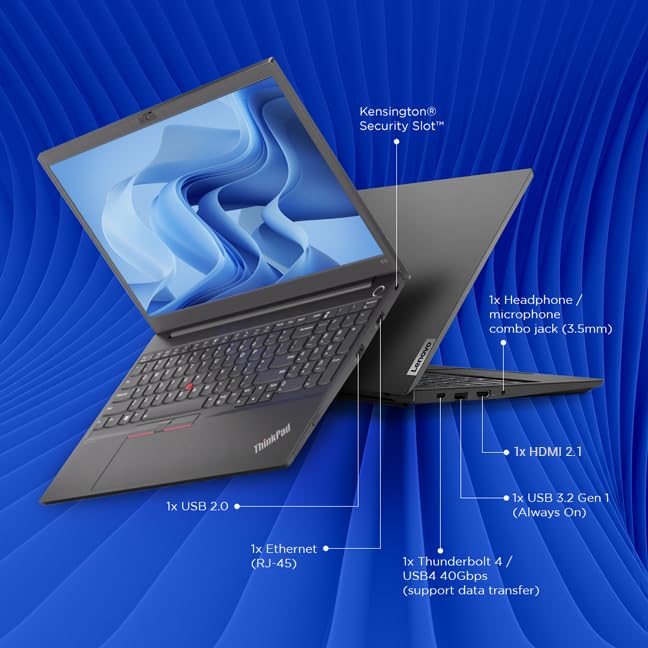 Kensington®
Security Slot™
1x Headphone /
microphone
combo jack (3.5mm)
Lenovo
ThinkPad
1x HDMI 2.1
1x USB 2.0
1x USB 3.2 Gen 1
(Always On)
1x Ethernet
(RJ-45)
1x Thunderbolt 4 /
USB4 40Gbps
(support data transfer)